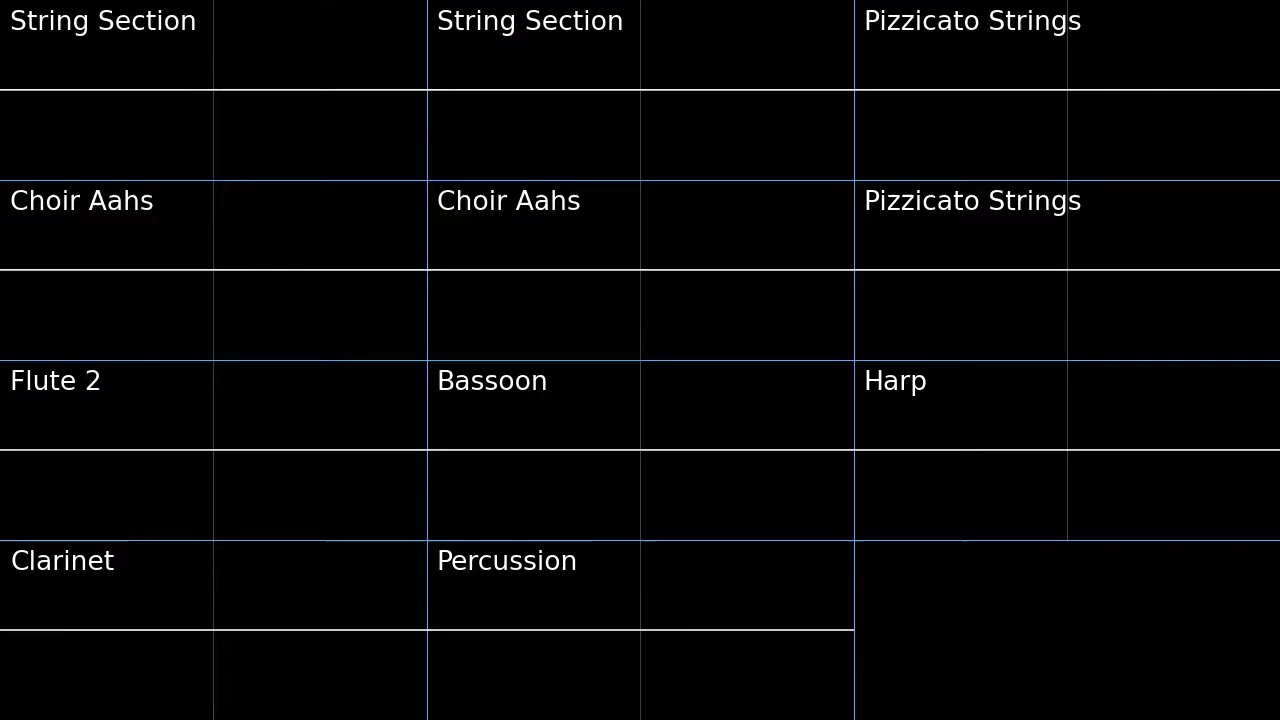 String Section
String Section
Pizzicato Strings
Choir Aahs
Choir Aahs
Pizzicato Strings
Flute 2
Bassoon
Harp
Clarinet
Percussion